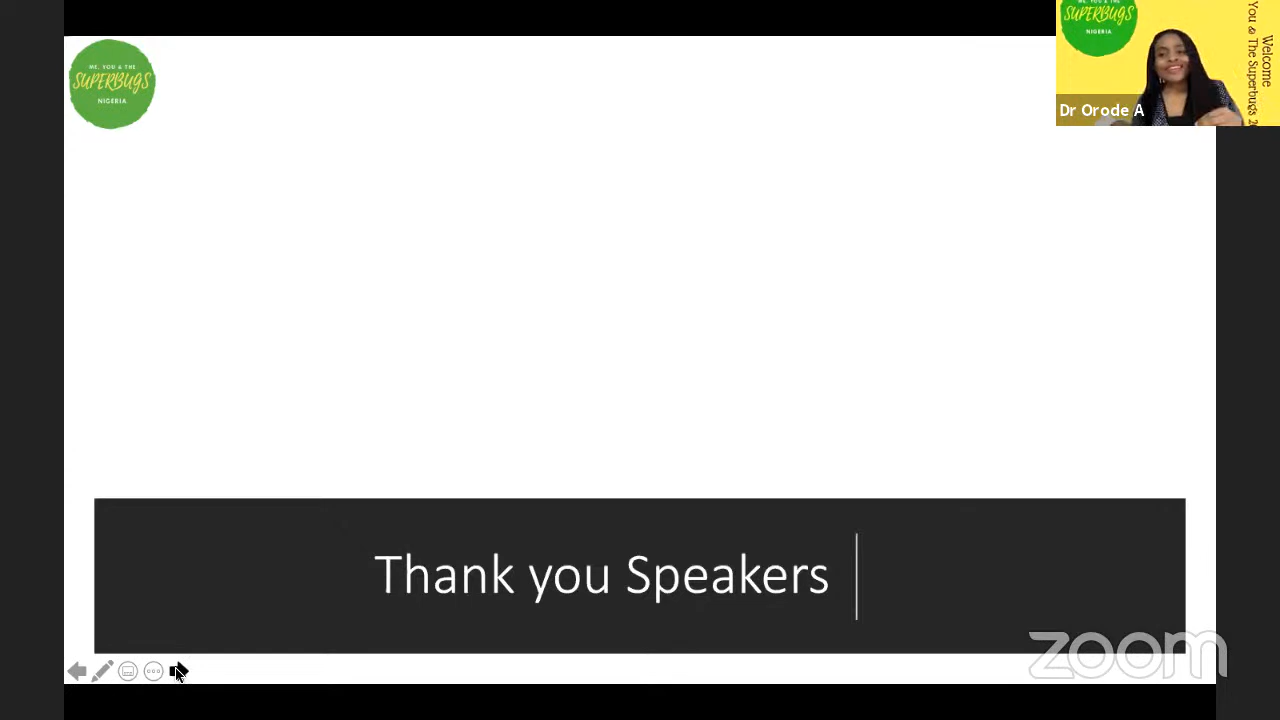 ME, YOU & THE
SUPERBUGS
NIGERIA
SUPERBUGS
NIGERIA
Welcome
You & The Superbugs
Dr Orode A
Thank you Speakers
zoom